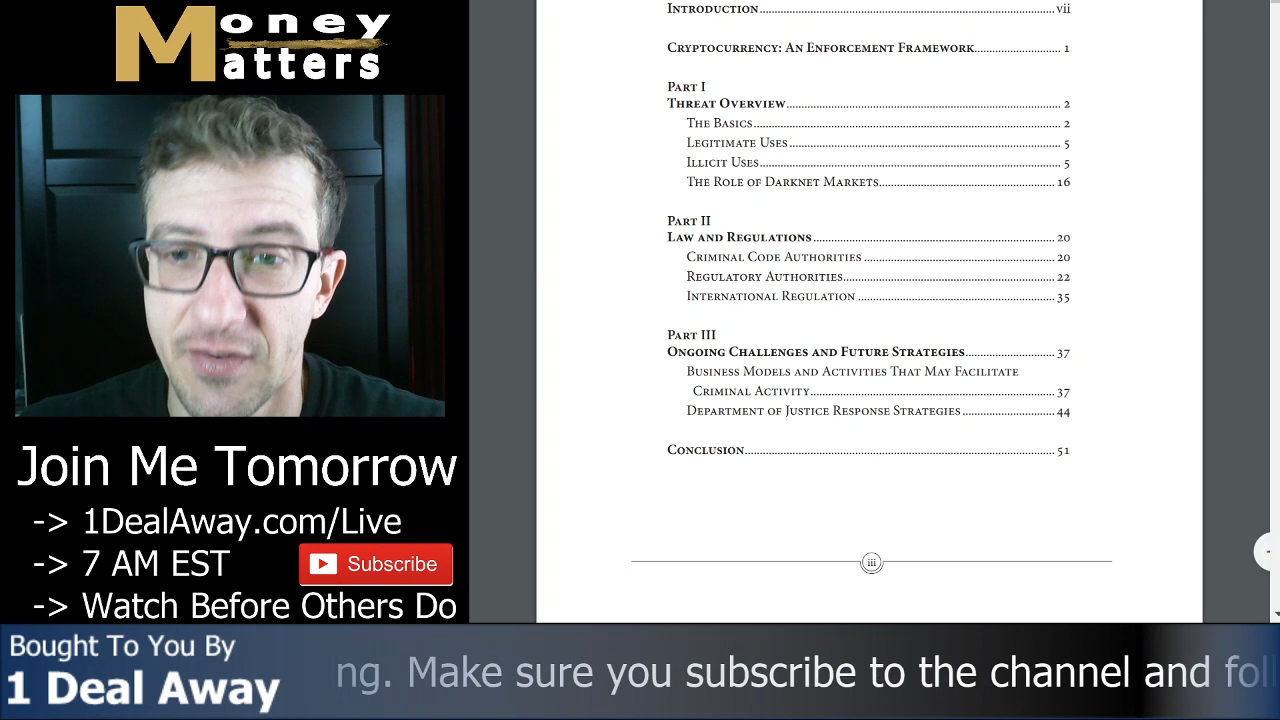 Money
Matters
Join Me Tomorrow
-> 1DealAway.com/Live
-> 7 AM EST
Subscribe
-> Watch Before Others Do
Introduction vii
Cryptocurrency: An Enforcement Framework 1
Part I
Threat Overview 2
The Basics 2
Legitimate Uses 5
Illicit Uses 5
The Role of Darknet Markets 16
Part II
Law and Regulations 20
Criminal Code Authorities 20
Regulatory Authorities 22
International Regulation 35
Part III
Ongoing Challenges and Future Strategies 37
Business Models and Activities That May Facilitate
Criminal Activity 37
Department of Justice Response Strategies 44
Conclusion 51
iii
Bought To You By
1 Deal Away
ng. Make sure you subscribe to the channel and fol